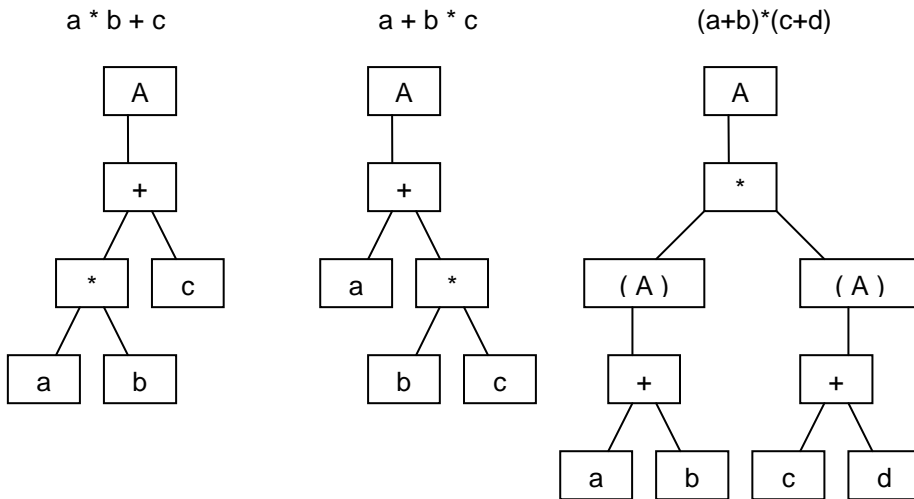 a * b + c a + b * c (a+b)*(c+d)
A A A
+ + *
* c a * ( A ) ( A )
a b b c + +
a b c d